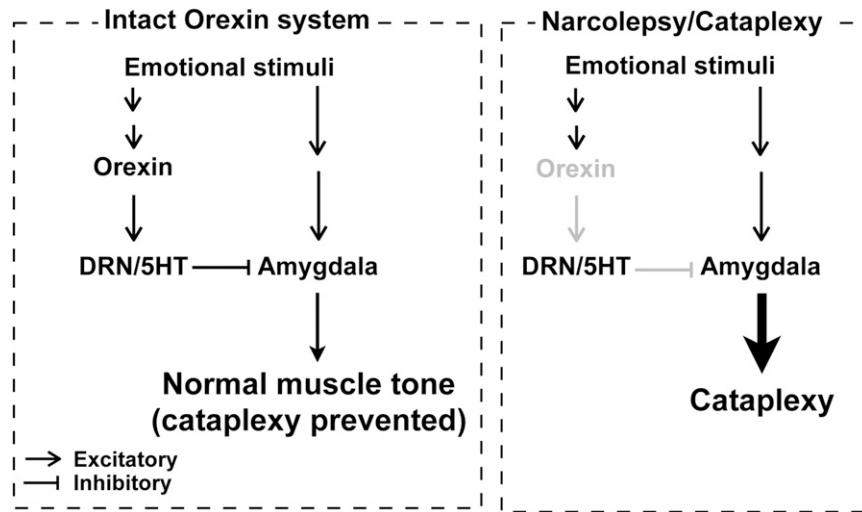 Intact Orexin system
Emotional stimuli
Orexin
DRN/5HT
Amygdala
Normal muscle tone
(cataplexy prevented)
Excitatory
Inhibitory
Narcolepsy/Cataplexy
Emotional stimuli
Orexin
DRN/5HT
Amygdala
Cataplexy